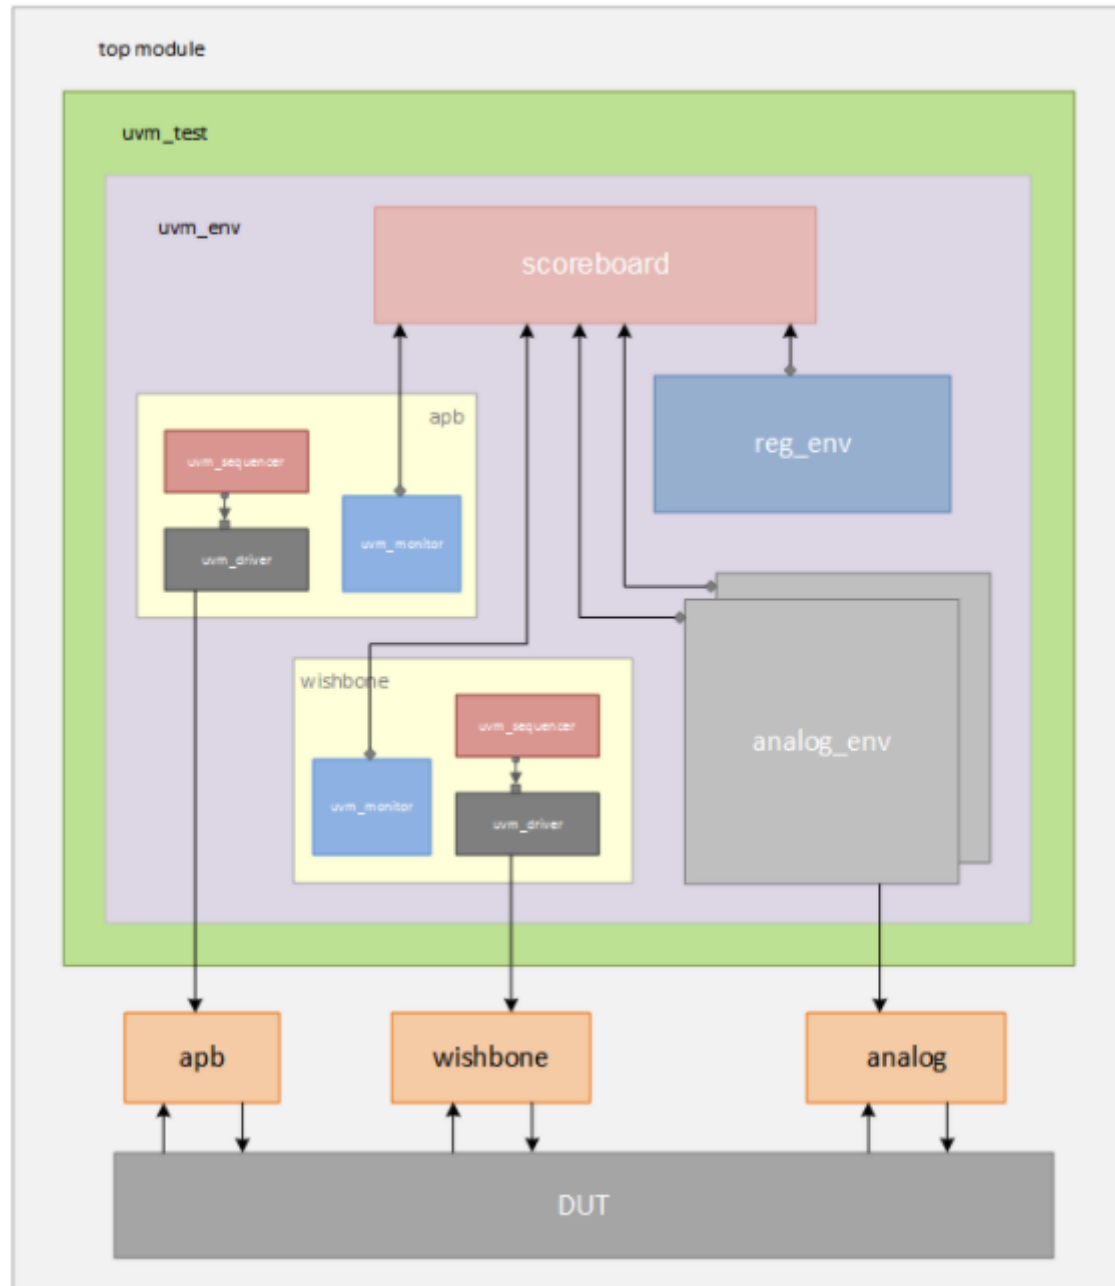 top module
uvm_test
uvm_env
scoreboard
apb
uvm_sequencer
uvm_driver
uvm_monitor
reg_env
wishbone
uvm_sequencer
uvm_monitor
uvm_driver
analog_env
apb
wishbone
analog
DUT